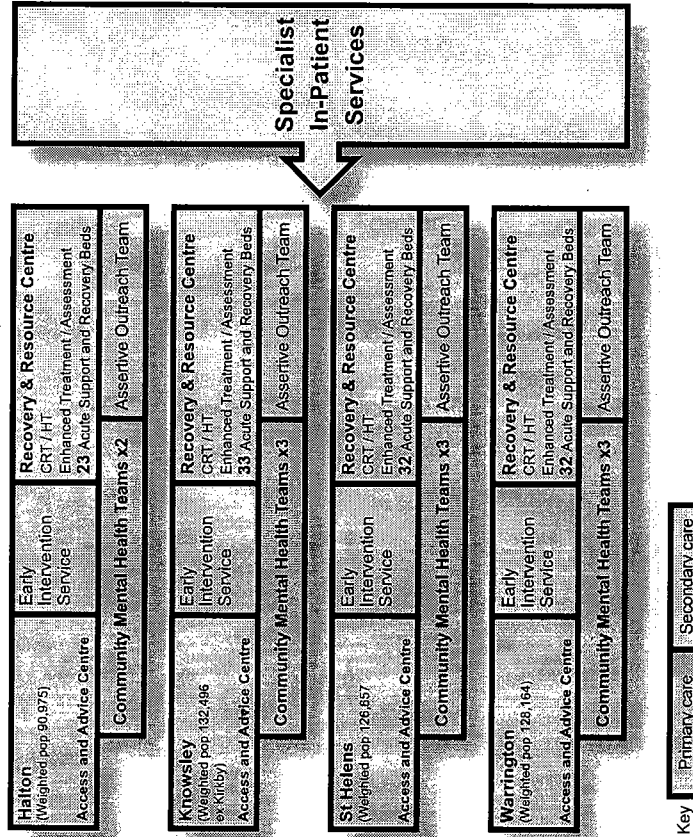 Halton
(Weighted pop 90,975)
Access and Advice Centre
Early
Intervention
Service
Recovery & Resource Centre
CRT / HT
Enhanced Treatment / Assessment
23 Acute Support and Recovery Beds
Community Mental Health Teams x2
Assertive Outreach Team
Knowsley
(Weighted pop 132,496
ex Kirkby)
Access and Advice Centre
Early
Intervention
Service
Recovery & Resource Centre
CRT / HT
Enhanced Treatment / Assessment
33 Acute Support and Recovery Beds
Community Mental Health Teams x3
Assertive Outreach Team
St Helens
(Weighted pop 126,657
Access and Advice Centre
Early
Intervention
Service
Recovery & Resource Centre
CRT / HT
Enhanced Treatment / Assessment
32 Acute Support and Recovery Beds
Community Mental Health Teams x3
Assertive Outreach Team
Warrington
(Weighted pop 128,164)
Access and Advice Centre
Early
Intervention
Service
Recovery & Resource Centre
CRT / HT
Enhanced Treatment / Assessment
32 Acute Support and Recovery Beds
Community Mental Health Teams x3
Assertive Outreach Team
Specialist
In-Patient
Services
Key
Primary care
Secondary care